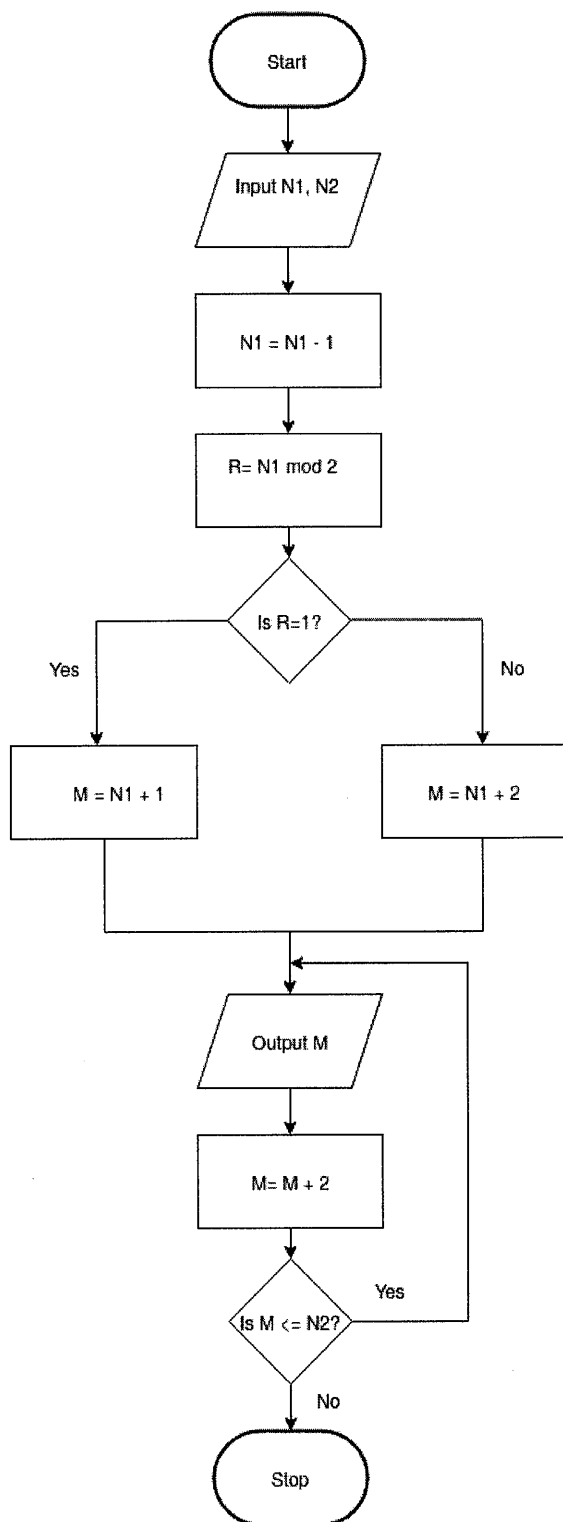 Start
Input N1, N2
N1 = N1 - 1
R= N1 mod 2
Is R=1?
Yes
No
M = N1 + 1
M = N1 + 2
Output M
M= M + 2
Is M <= N2?
Yes
No
Stop